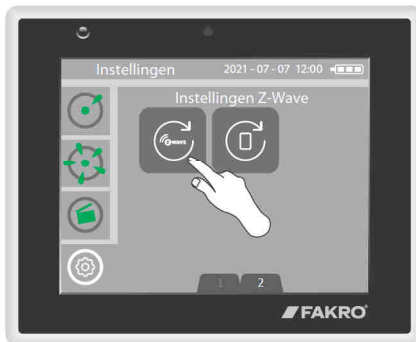 Instellingen 2021 - 07 - 07 12:00
Instellingen Z-Wave
Z-WAVE
1 2
FAKRO